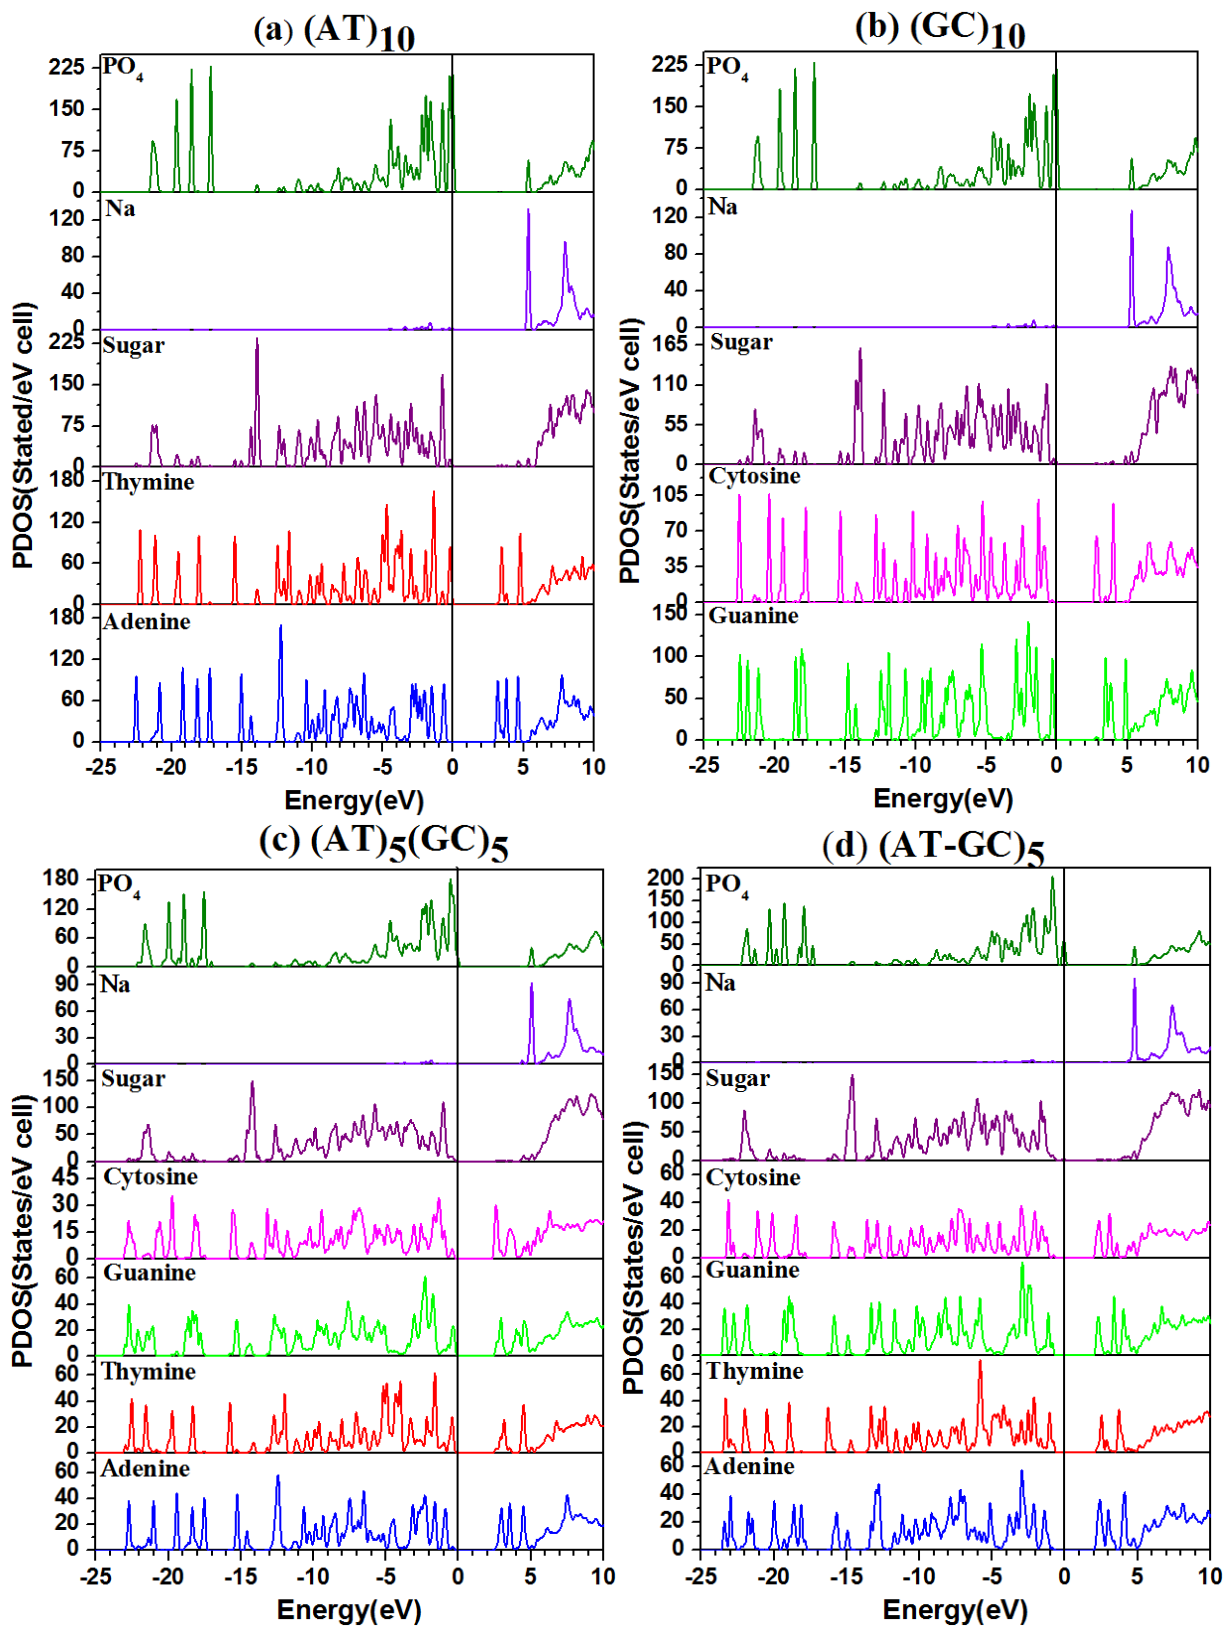 (a) (AT)10
PO4
225
150
75
0
Na
120
80
40
0
Sugar
225
150
75
0
Thymine
180
120
60
0
Adenine
180
120
60
0
-25 -20 -15 -10 -5 0 5 10
Energy(eV)
PDOS(Stated/eV cell)
(b) (GC)10
PO4
225
150
75
0
Na
120
80
40
0
Sugar
165
110
55
0
Cytosine
105
70
35
0
Guanine
150
100
50
0
-25 -20 -15 -10 -5 0 5 10
Energy(eV)
PDOS(States/eV cell)
(c) (AT)5(GC)5
PO4
180
120
60
0
Na
90
60
30
0
Sugar
150
100
50
0
Cytosine
45
30
15
0
Guanine
60
40
20
0
Thymine
60
40
20
0
Adenine
60
40
20
0
-25 -20 -15 -10 -5 0 5 10
Energy(eV)
PDOS(States/eV cell)
(d) (AT-GC)5
PO4
200
150
100
50
0
Na
90
60
30
0
Sugar
150
100
50
0
Cytosine
60
40
20
0
Guanine
60
40
20
0
Thymine
60
40
20
0
Adenine
60
40
20
0
-25 -20 -15 -10 -5 0 5 10
Energy(eV)
PDOS(States/eV cell)